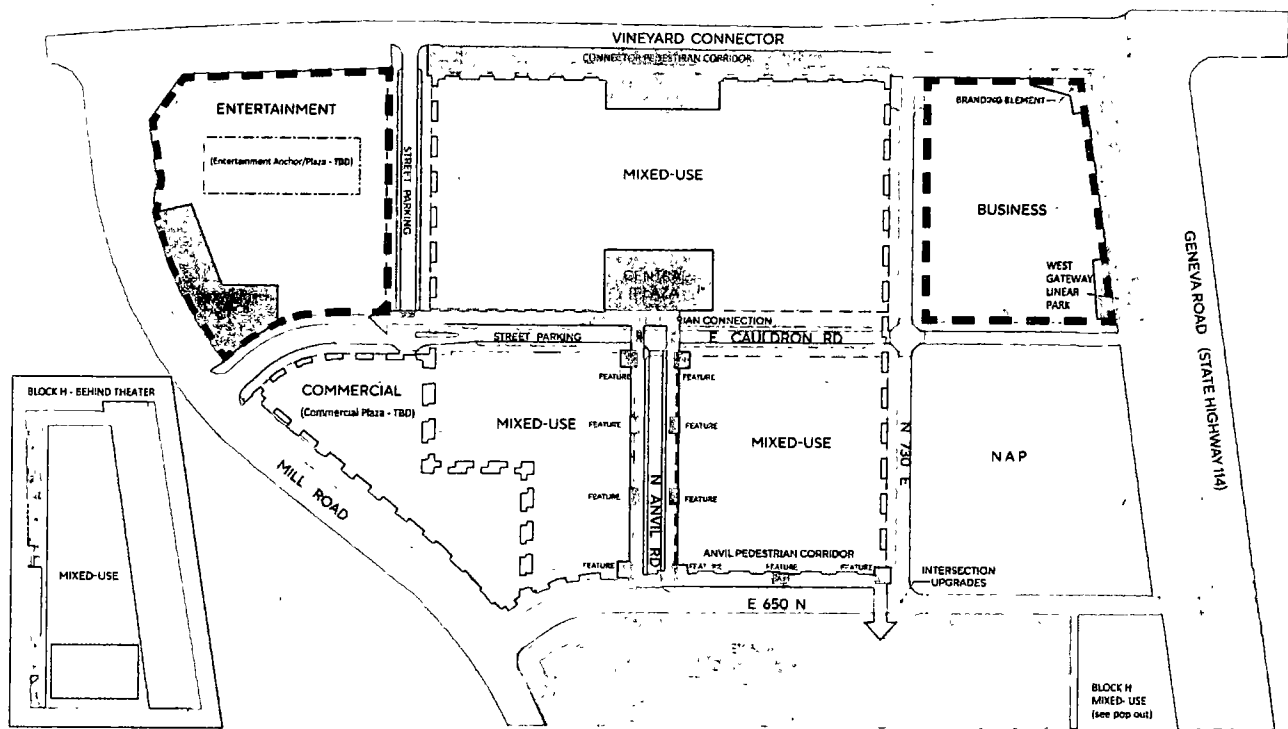 VINEYARD CONNECTOR
CONNECTOR PEDESTRIAN CORRIDOR
ENTERTAINMENT
(Entertainment Anchor/Plaza - TBD)
STREET PARKING
MIXED-USE
BRANDING ELEMENT
BUSINESS
WEST
GATEWAY
LINEAR
PARK
GENEVA ROAD (STATE HIGHWAY 114)
CENTRAL
PLAZA
CONNECTION
STREET PARKING
E CAULDRON RD
COMMERCIAL
(Commercial Plaza - TBD)
FEATURE
FEATURE
MIXED-USE
FEATURE
FEATURE
MIXED-USE
N 730 E
NAP
MILL ROAD
FEATURE
FEATURE
N ANVIL RD
ANVIL PEDESTRIAN CORRIDOR
FEATURE
FEATURE
FEATURE
FEATURE
INTERSECTION
UPGRADES
E 650 N
BLOCK H - BEHIND THEATER
MIXED-USE
BLOCK H
MIXED- USE
(see pop out)